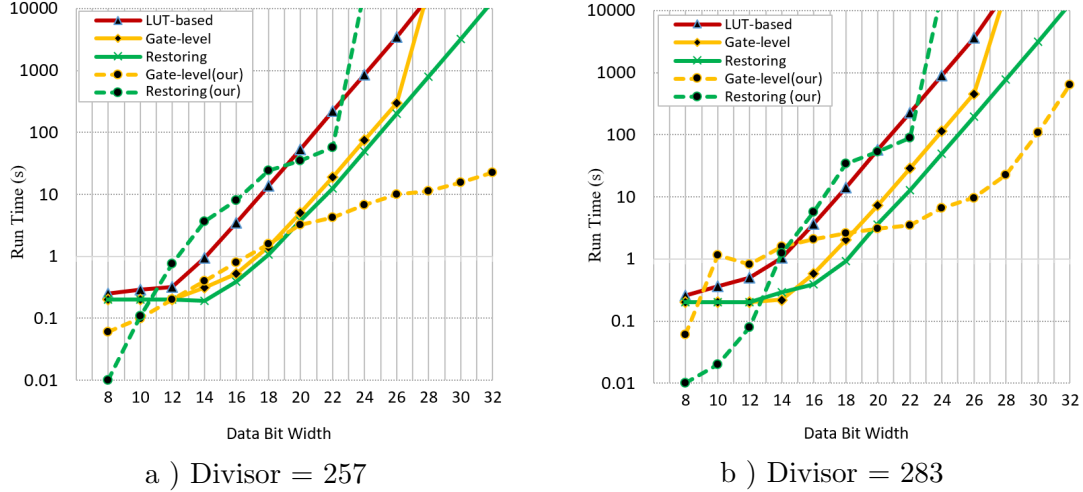 10000
1000
100
10
1
0.1
0.01
Run Time (s)
LUT-based
Gate-level
Restoring
Gate-level(our)
Restoring (our)
8 10 12 14 16 18 20 22 24 26 28 30 32
Data Bit Width
a ) Divisor = 257
10000
1000
100
10
1
0.1
0.01
Run Time (s)
LUT-based
Gate-level
Restoring
Gate-level(our)
Restoring (our)
8 10 12 14 16 18 20 22 24 26 28 30 32
Data Bit Width
b ) Divisor = 283